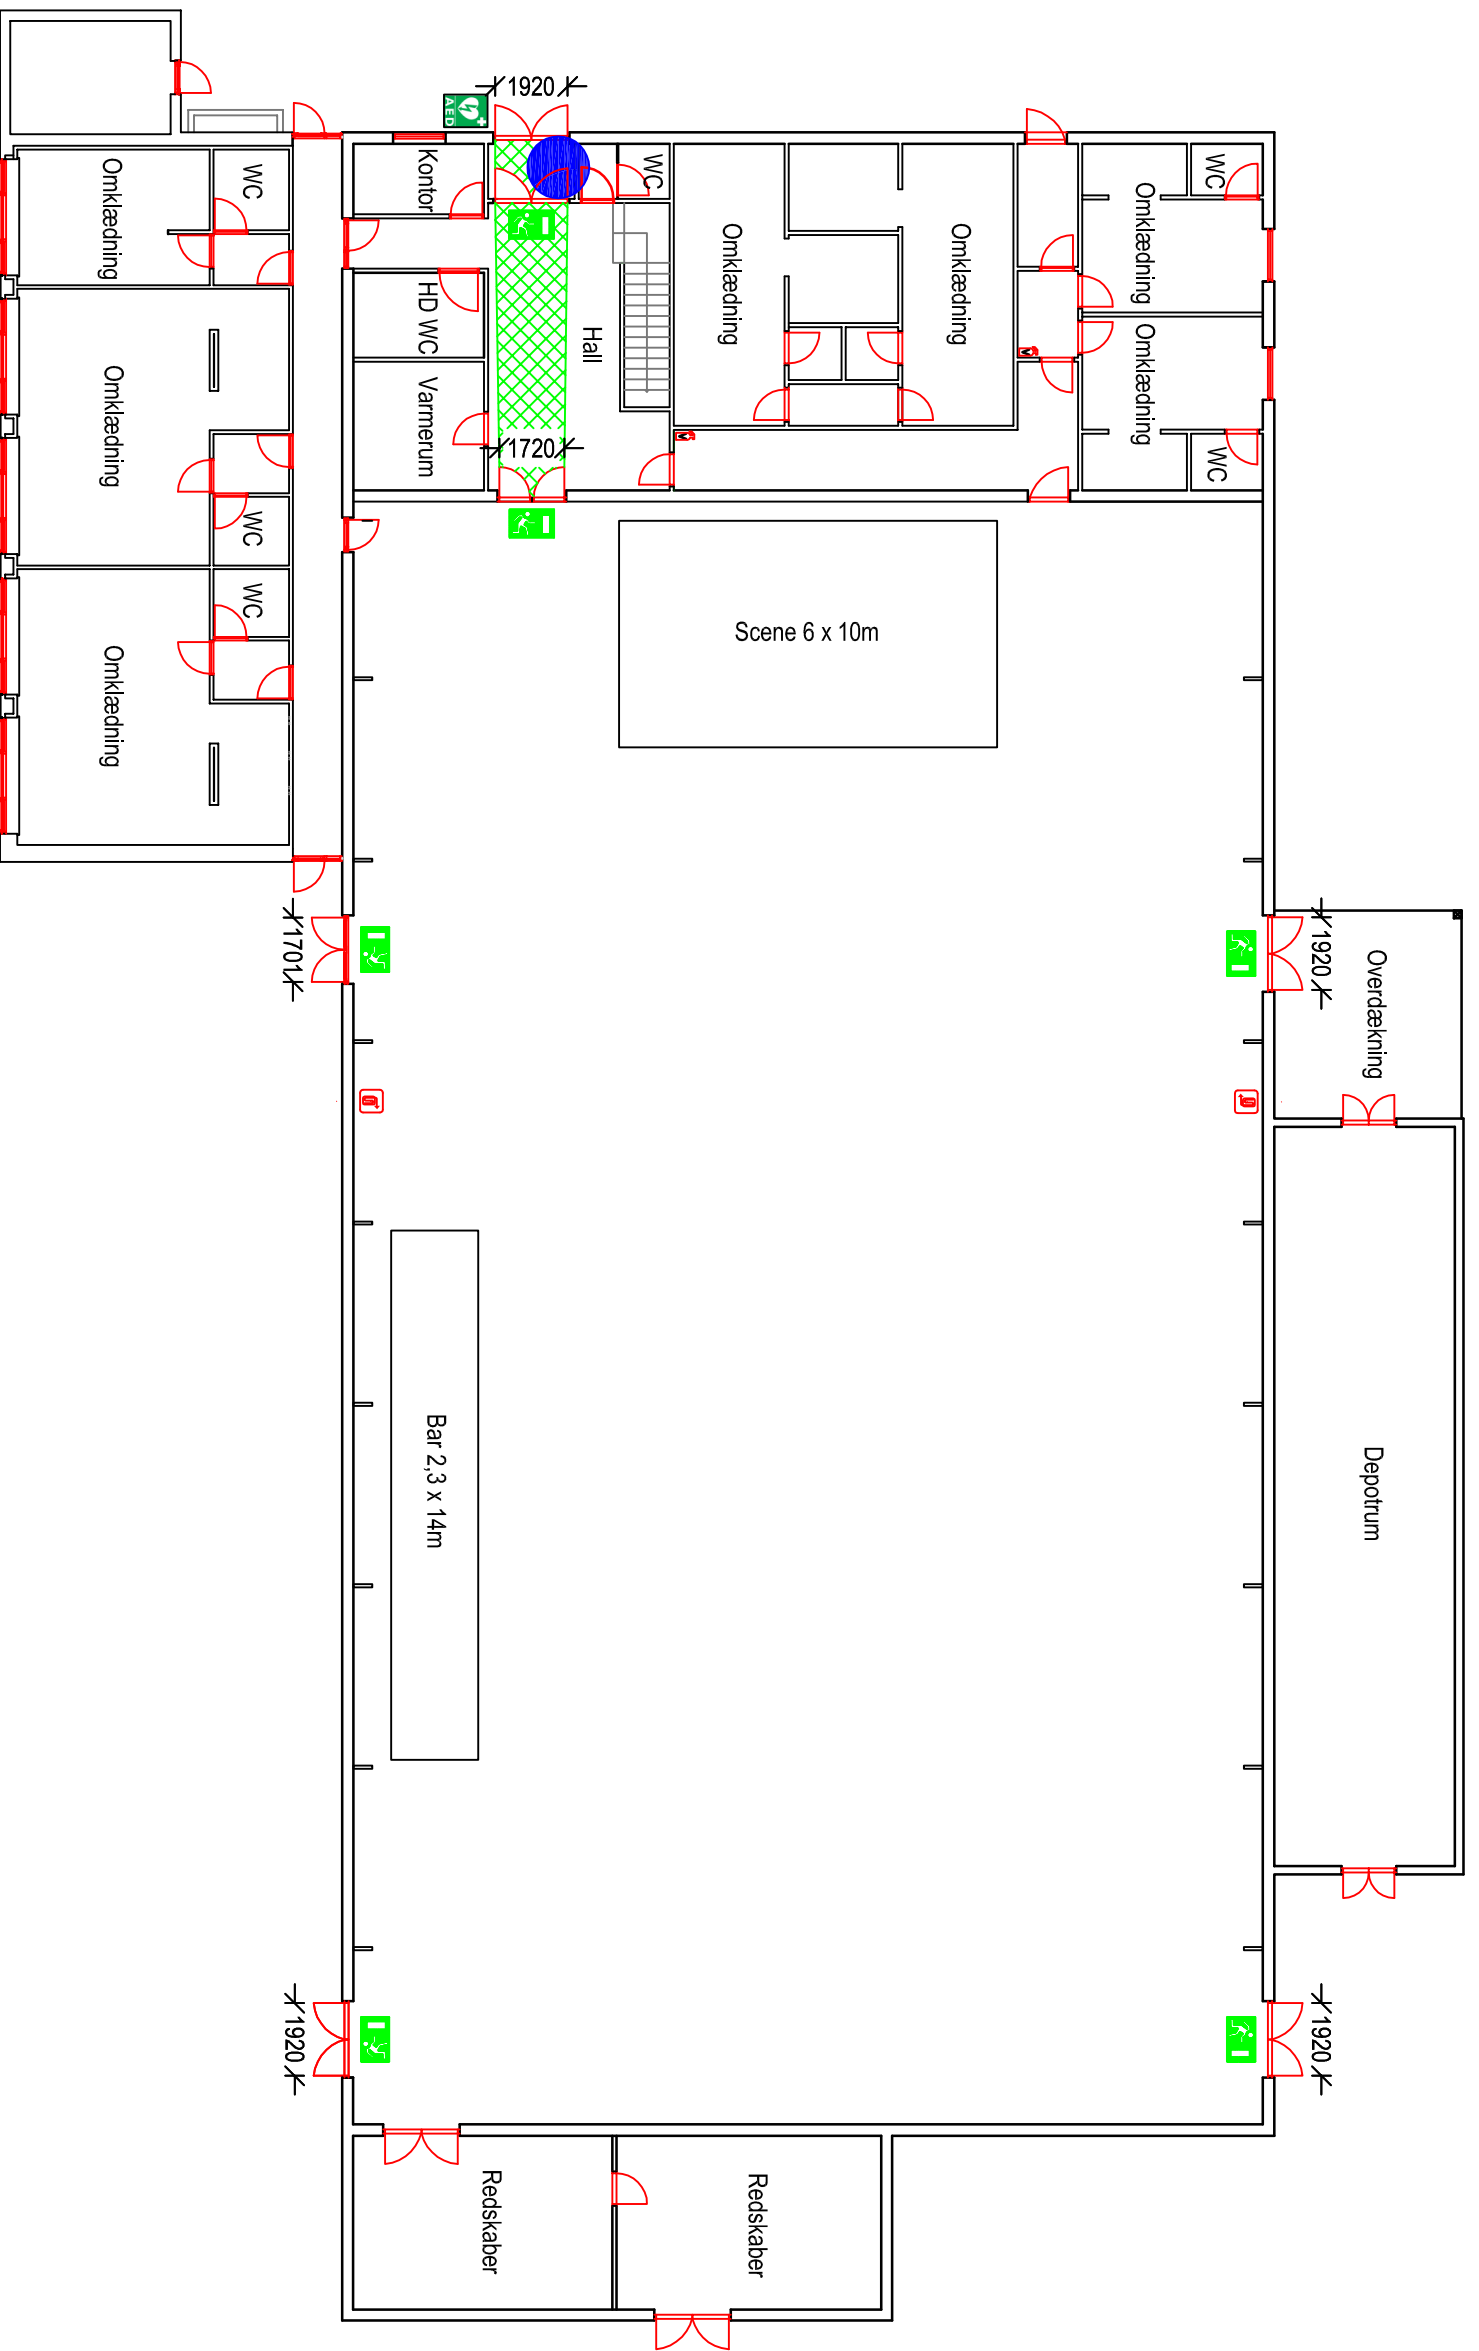 1920
AED
Kontor
WC
WC
WC
Omklædning
Omklædning
Omklædning
Omklædning
Omklædning
HD WC
Hall
Omklædning
Omklædning
Varmerum
1720
WC
WC
WC
Scene 6 x 10m
Omklædning
1701
1920
Overdækning
Bar 2,3 x 14m
Depotrum
1920
1920
Redskaber
Redskaber